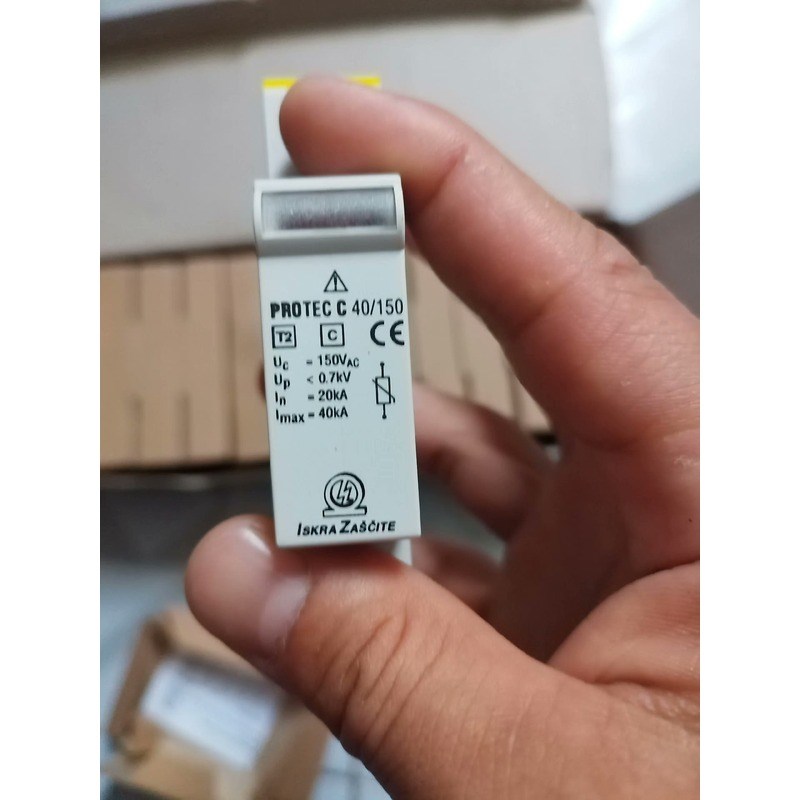 PROTEC C 40/150
T2 C CE
Uc = 150VAC
Up < 0.7kV
In = 20kA
Imax = 40kA
ISKRA ZAŠČITE